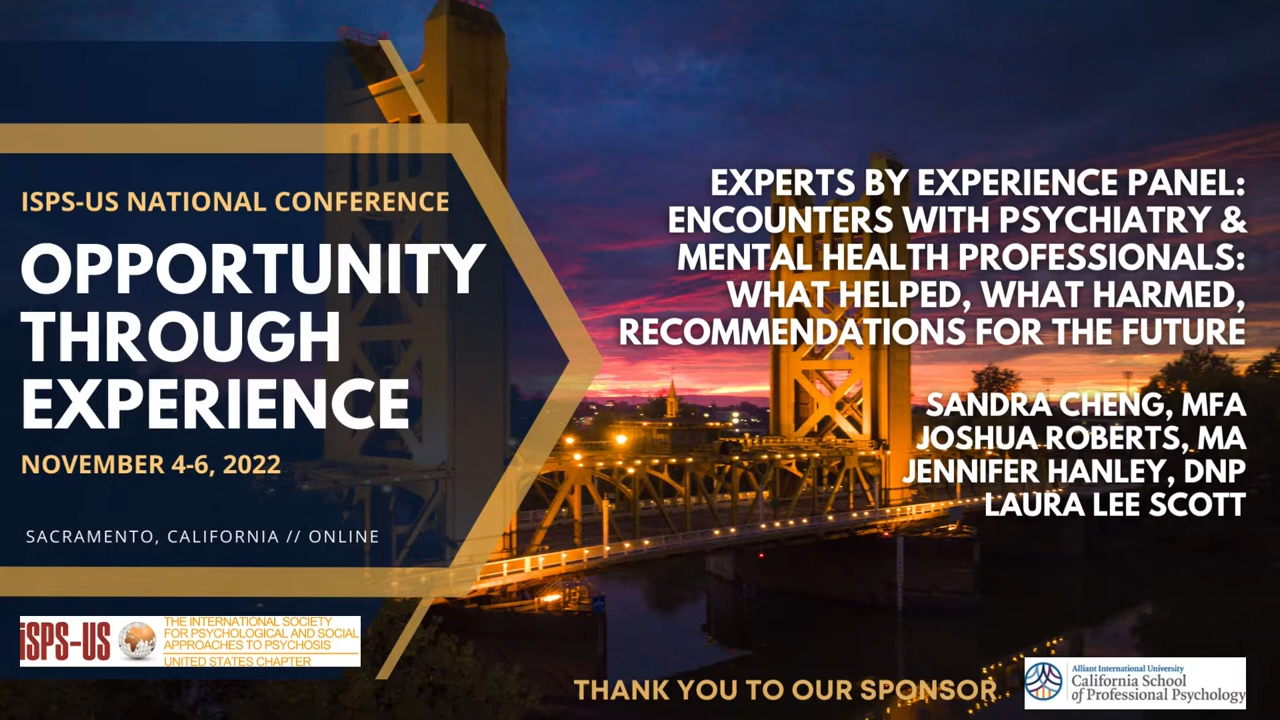 ISPS-US NATIONAL CONFERENCE
OPPORTUNITY
THROUGH
EXPERIENCE
NOVEMBER 4-6, 2022
SACRAMENTO, CALIFORNIA // ONLINE
iSPS-US
THE INTERNATIONAL SOCIETY
FOR PSYCHOLOGICAL AND SOCIAL
APPROACHES TO PSYCHOSIS
UNITED STATES CHAPTER
EXPERTS BY EXPERIENCE PANEL:
ENCOUNTERS WITH PSYCHIATRY &
MENTAL HEALTH PROFESSIONALS:
WHAT HELPED, WHAT HARMED,
RECOMMENDATIONS FOR THE FUTURE
SANDRA CHENG, MFA
JOSHUA ROBERTS, MA
JENNIFER HANLEY, DNP
LAURA LEE SCOTT
THANK YOU TO OUR SPONSOR
Alliant International University
California School
of Professional Psychology